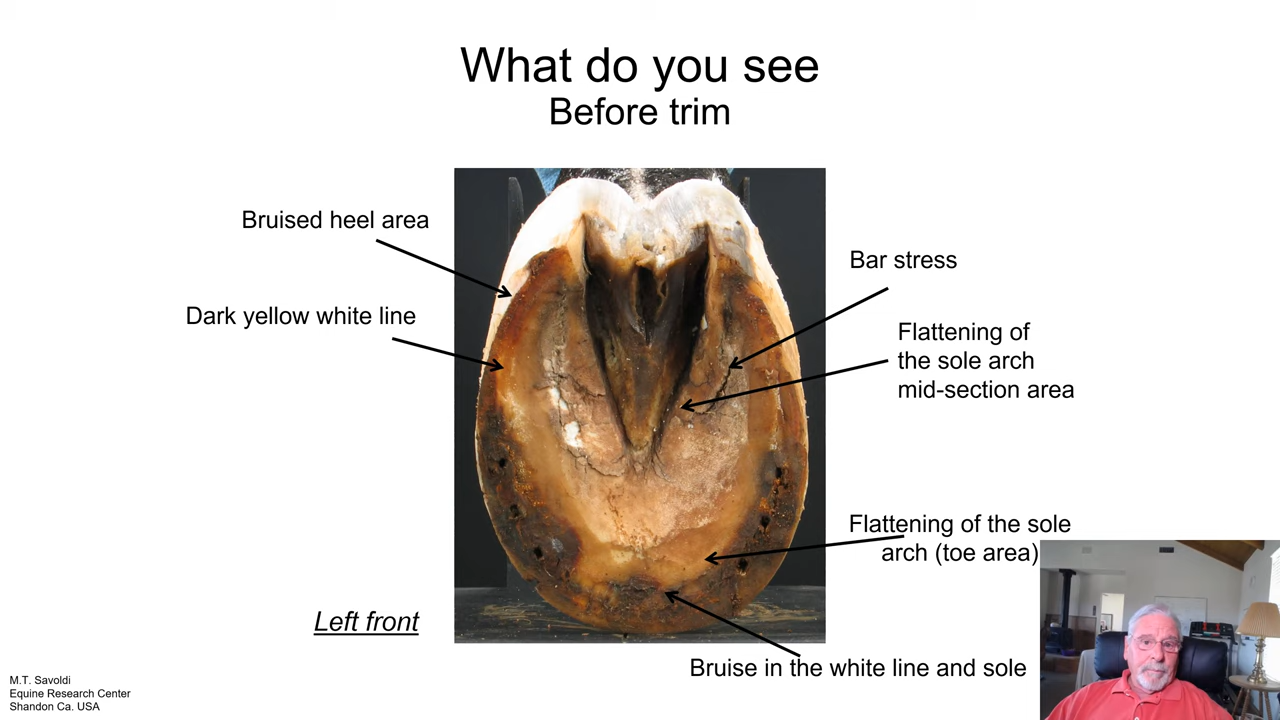 What do you see
Before trim
Bruised heel area
Dark yellow white line
Bar stress
Flattening of
the sole arch
mid-section area
Flattening of the sole
arch (toe area)
Left front
Bruise in the white line and sole
M.T. Savoldi
Equine Research Center
Shandon Ca. USA